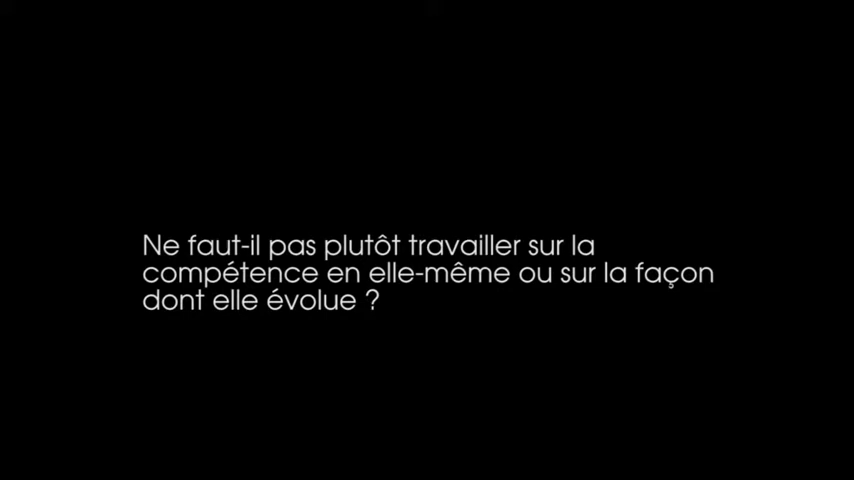 Ne faut-il pas plutôt travailler sur la
compétence en elle-même ou sur la façon
dont elle évolue ?